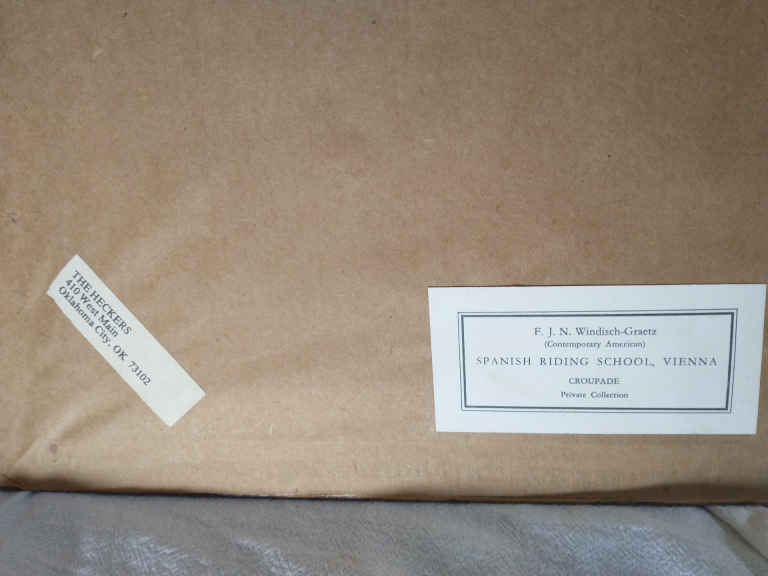 THE HECKERS
410 West Main
Oklahoma City, OK 73102
F. J. N. Windisch-Graetz
(Contemporary American)
SPANISH RIDING SCHOOL, VIENNA
CROUPADE
Private Collection